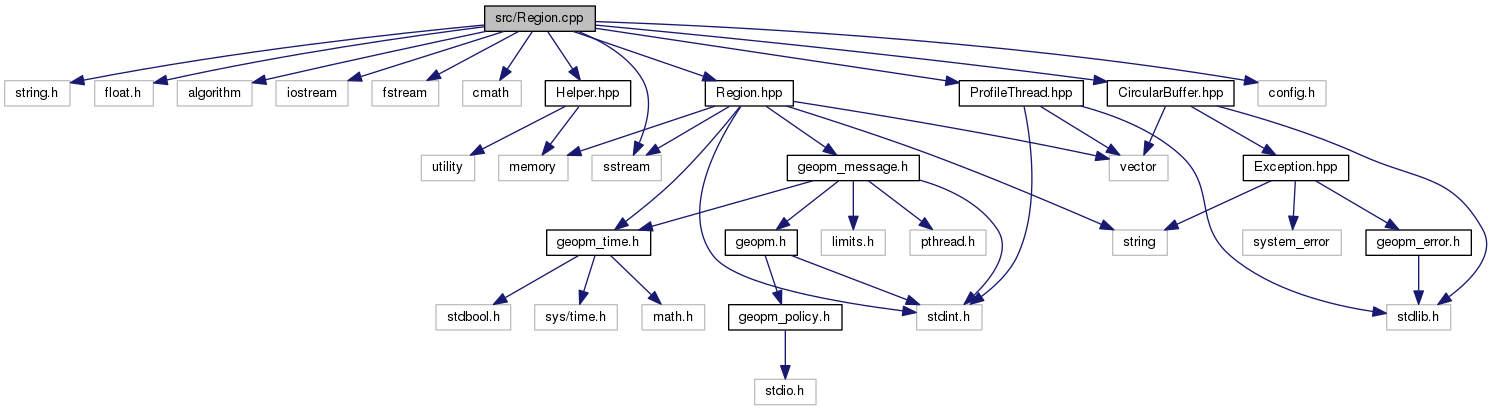 src/Region.cpp
string.h
float.h
algorithm
iostream
fstream
cmath
Helper.hpp
Region.hpp
ProfileThread.hpp
CircularBuffer.hpp
config.h
utility
memory
sstream
geopm_message.h
vector
Exception.hpp
geopm_time.h
geopm.h
limits.h
pthread.h
string
system_error
geopm_error.h
stdbool.h
sys/time.h
math.h
geopm_policy.h
stdint.h
stdlib.h
stdio.h